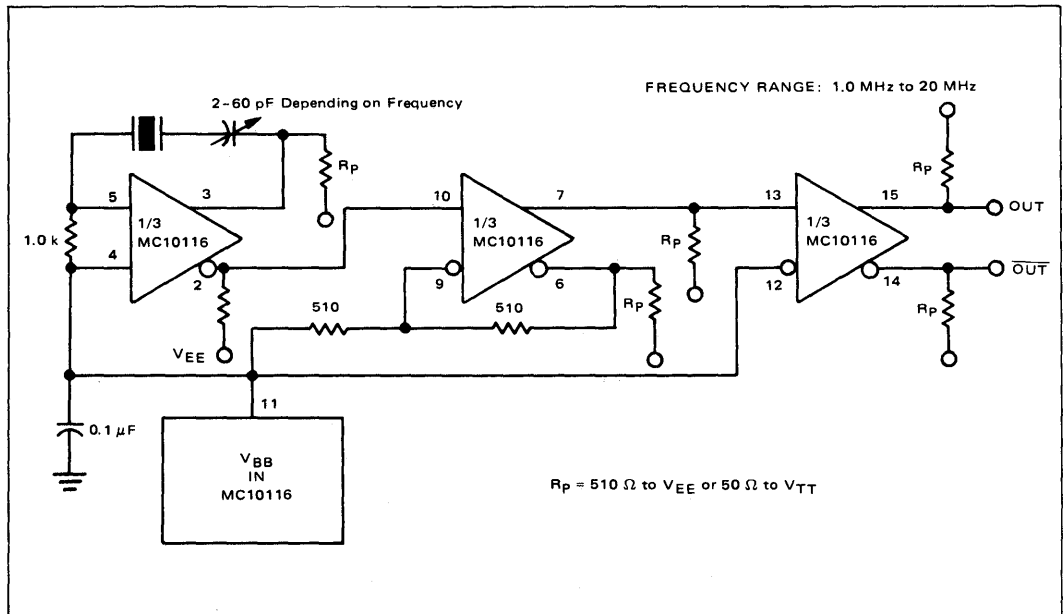 FREQUENCY RANGE: 1.0 MHz to 20 MHz
2-60 pF Depending on Frequency
RP
RP
5
3
10
7
13
15
OUT
1/3
MC10116
1/3
MC10116
1/3
MC10116
1.0 k
4
2
9
6
12
14
OUT
RP
RP
RP
510
510
VEE
11
0.1 µF
VBB
IN
MC10116
RP = 510 Ω to VEE or 50 Ω to VTT